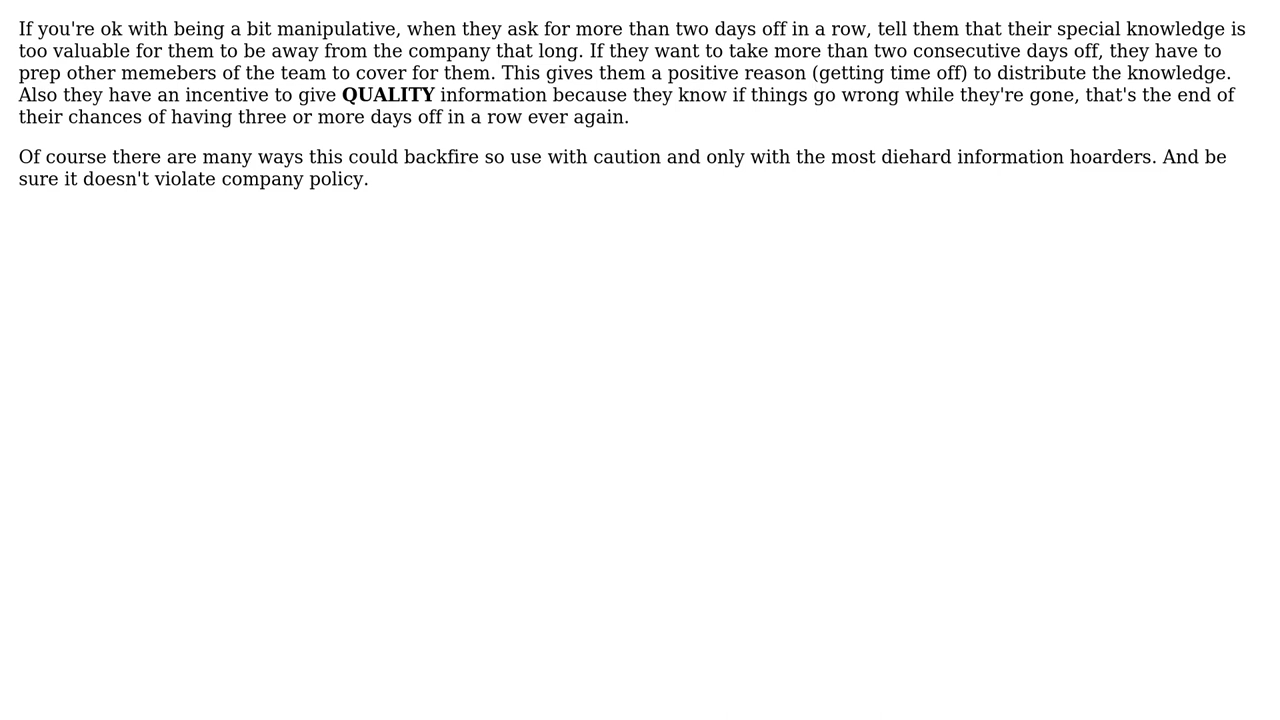 If you're ok with being a bit manipulative, when they ask for more than two days off in a row, tell them that their special knowledge is
too valuable for them to be away from the company that long. If they want to take more than two consecutive days off, they have to
prep other memebers of the team to cover for them. This gives them a positive reason (getting time off) to distribute the knowledge.
Also they have an incentive to give QUALITY information because they know if things go wrong while they're gone, that's the end of
their chances of having three or more days off in a row ever again.
Of course there are many ways this could backfire so use with caution and only with the most diehard information hoarders. And be
sure it doesn't violate company policy.